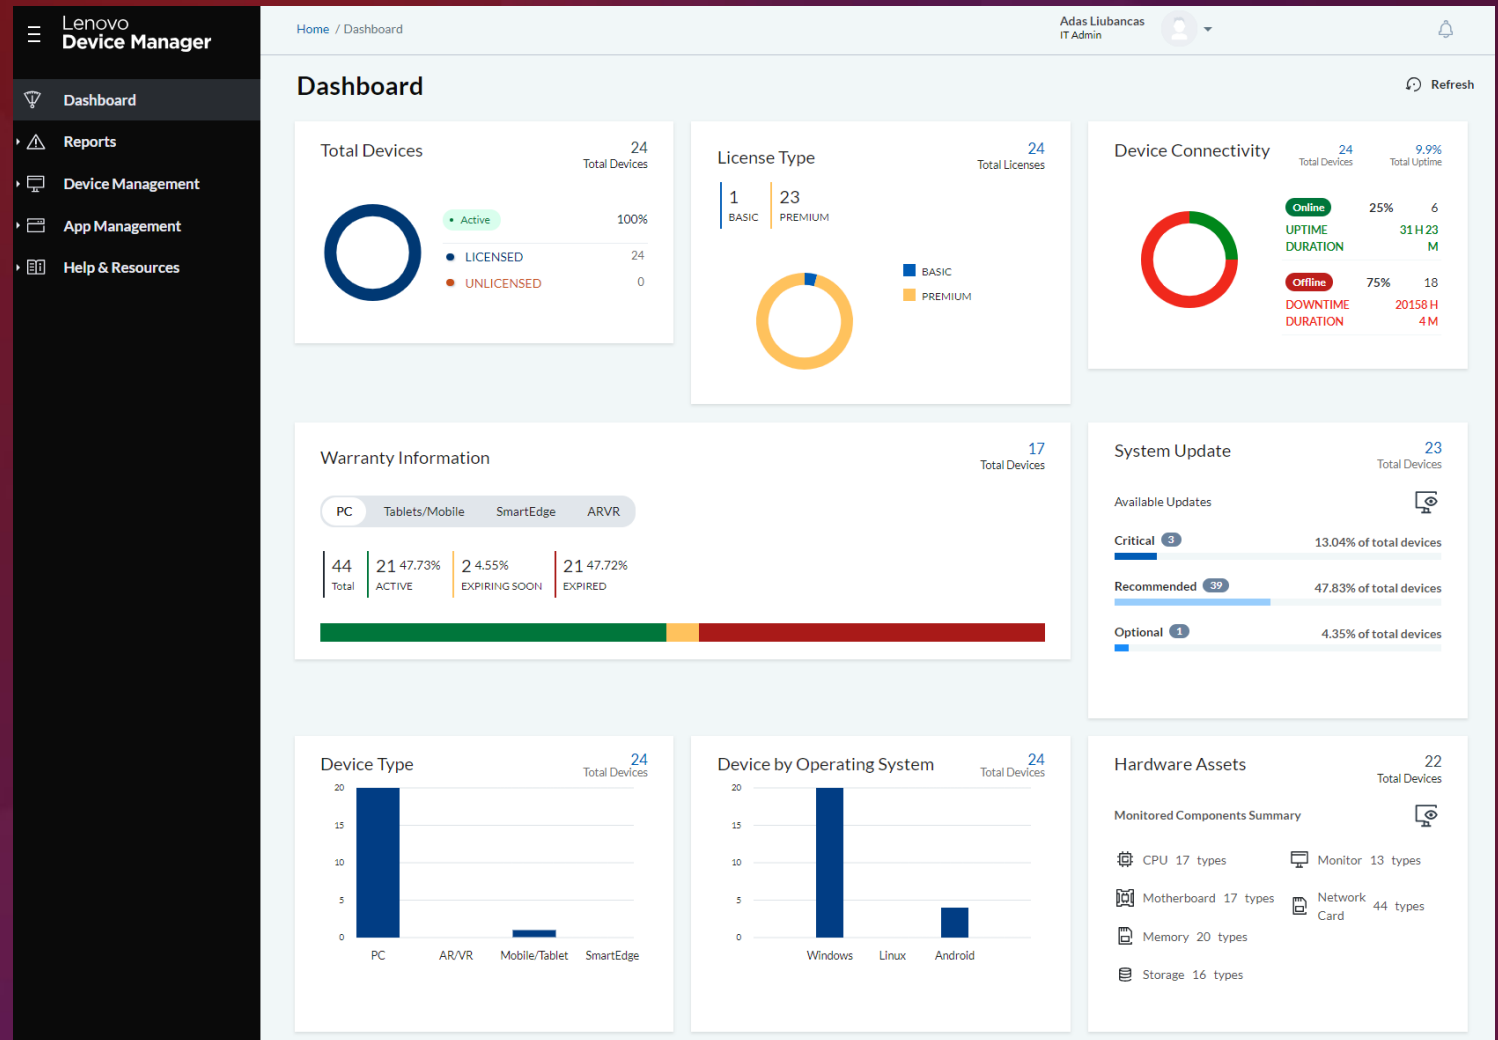 Lenovo
Device Manager
Home / Dashboard
Adas Liubancas
IT Admin
Dashboard
Reports
Device Management
App Management
Help & Resources
Dashboard
Refresh
Total Devices
24
Total Devices
Active 100%
LICENSED 24
UNLICENSED 0
License Type
24
Total Licenses
1
BASIC
23
PREMIUM
BASIC
PREMIUM
Device Connectivity
24
Total Devices
9.9%
Total Uptime
Online 25% 6
UPTIME 31 H 23
DURATION M
Offline 75% 18
DOWNTIME 20158 H
DURATION 4 M
Warranty Information
17
Total Devices
PC Tablets/Mobile SmartEdge ARVR
44
Total
21 47.73%
ACTIVE
2 4.55%
EXPIRING SOON
21 47.72%
EXPIRED
System Update
23
Total Devices
Available Updates
Critical 3 13.04% of total devices
Recommended 39 47.83% of total devices
Optional 1 4.35% of total devices
Device Type
24
Total Devices
20
15
10
5
0
PC AR/VR Mobile/Tablet SmartEdge
Device by Operating System
24
Total Devices
20
15
10
5
0
Windows Linux Android
Hardware Assets
22
Total Devices
Monitored Components Summary
CPU 17 types
Monitor 13 types
Motherboard 17 types
Network
Card
44 types
Memory 20 types
Storage 16 types